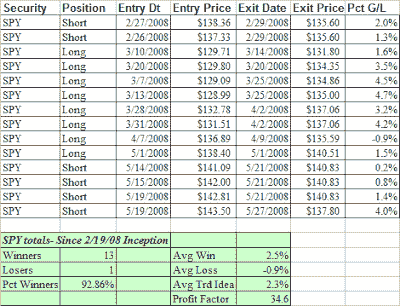 Security Position Entry Dt Entry Price Exit Date Exit Price Pct G/L
SPY Short 2/27/2008 $138.36 2/29/2008 $135.60 2.0%
SPY Short 2/26/2008 $137.33 2/29/2008 $135.60 1.3%
SPY Long 3/10/2008 $129.71 3/14/2008 $131.80 1.6%
SPY Long 3/20/2008 $129.80 3/20/2008 $134.35 3.5%
SPY Long 3/7/2008 $129.09 3/25/2008 $134.86 4.5%
SPY Long 3/13/2008 $128.99 3/25/2008 $135.00 4.7%
SPY Long 3/28/2008 $132.78 4/2/2008 $137.06 3.2%
SPY Long 3/31/2008 $131.51 4/2/2008 $137.06 4.2%
SPY Long 4/7/2008 $136.89 4/9/2008 $135.59 -0.9%
SPY Long 5/1/2008 $138.40 5/1/2008 $140.51 1.5%
SPY Short 5/14/2008 $141.09 5/21/2008 $140.83 0.2%
SPY Short 5/15/2008 $142.00 5/21/2008 $140.83 0.8%
SPY Short 5/19/2008 $142.81 5/21/2008 $140.83 1.4%
SPY Short 5/19/2008 $143.50 5/27/2008 $137.80 4.0%
SPY totals- Since 2/19/08 Inception
Winners 13 Avg Win 2.5%
Losers 1 Avg Loss -0.9%
Pct Winners 92.86% Avg Trd Idea 2.3%
Profit Factor 34.6